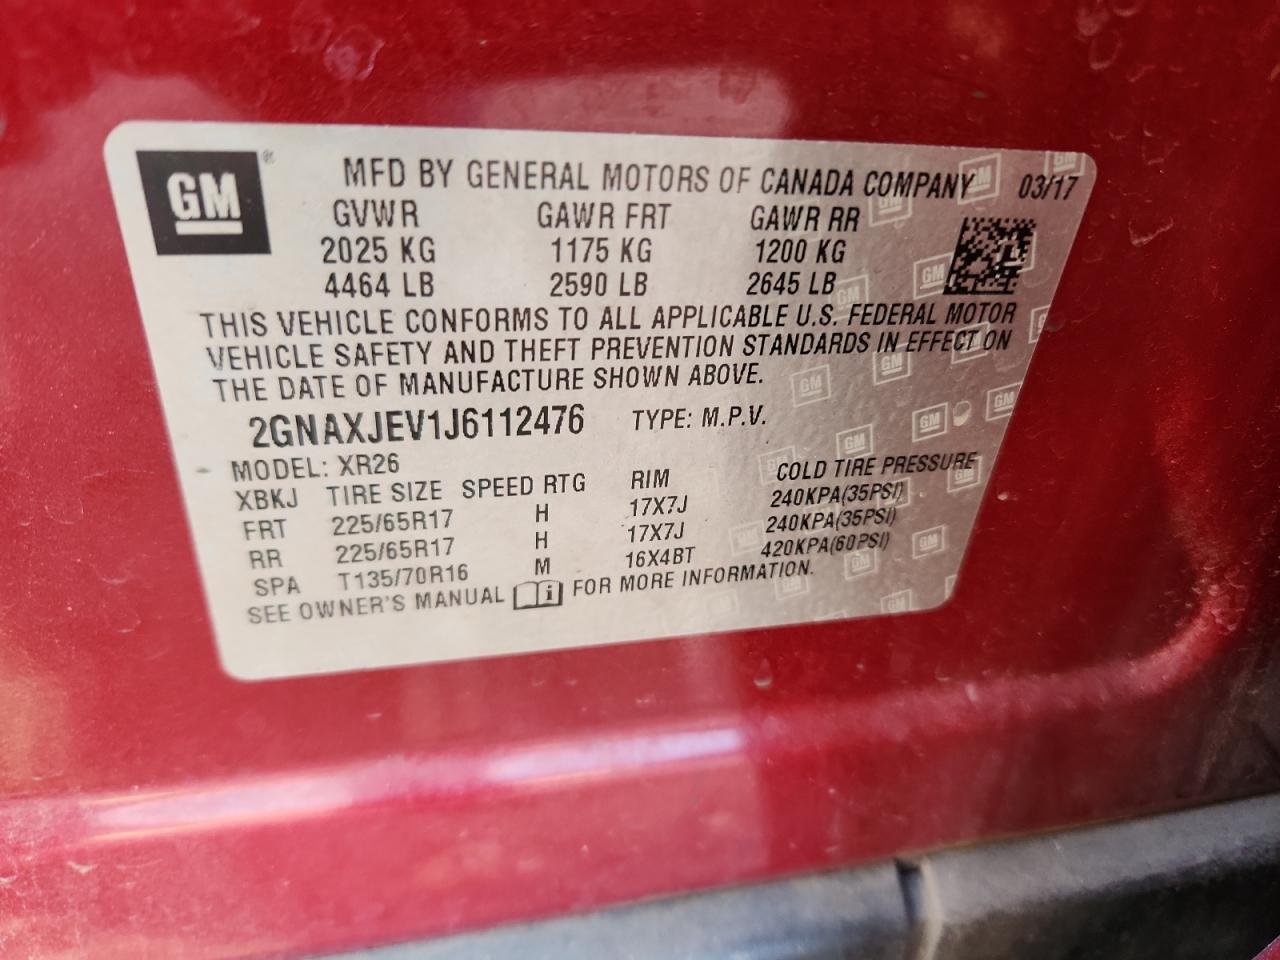 GM ®
MFD BY GENERAL MOTORS OF CANADA COMPANY 03/17
GVWR GAWR FRT GAWR RR
2025 KG 1175 KG 1200 KG
4464 LB 2590 LB 2645 LB
THIS VEHICLE CONFORMS TO ALL APPLICABLE U.S. FEDERAL MOTOR
VEHICLE SAFETY AND THEFT PREVENTION STANDARDS IN EFFECT ON
THE DATE OF MANUFACTURE SHOWN ABOVE.
2GNAXJEV1J6112476 TYPE: M.P.V.
MODEL: XR26
XBKJ TIRE SIZE SPEED RTG RIM COLD TIRE PRESSURE
FRT 225/65R17 H 17X7J 240KPA(35PSI)
RR 225/65R17 H 17X7J 240KPA(35PSI)
SPA T135/70R16 M 16X4BT 420KPA(60PSI)
SEE OWNER'S MANUAL FOR MORE INFORMATION.